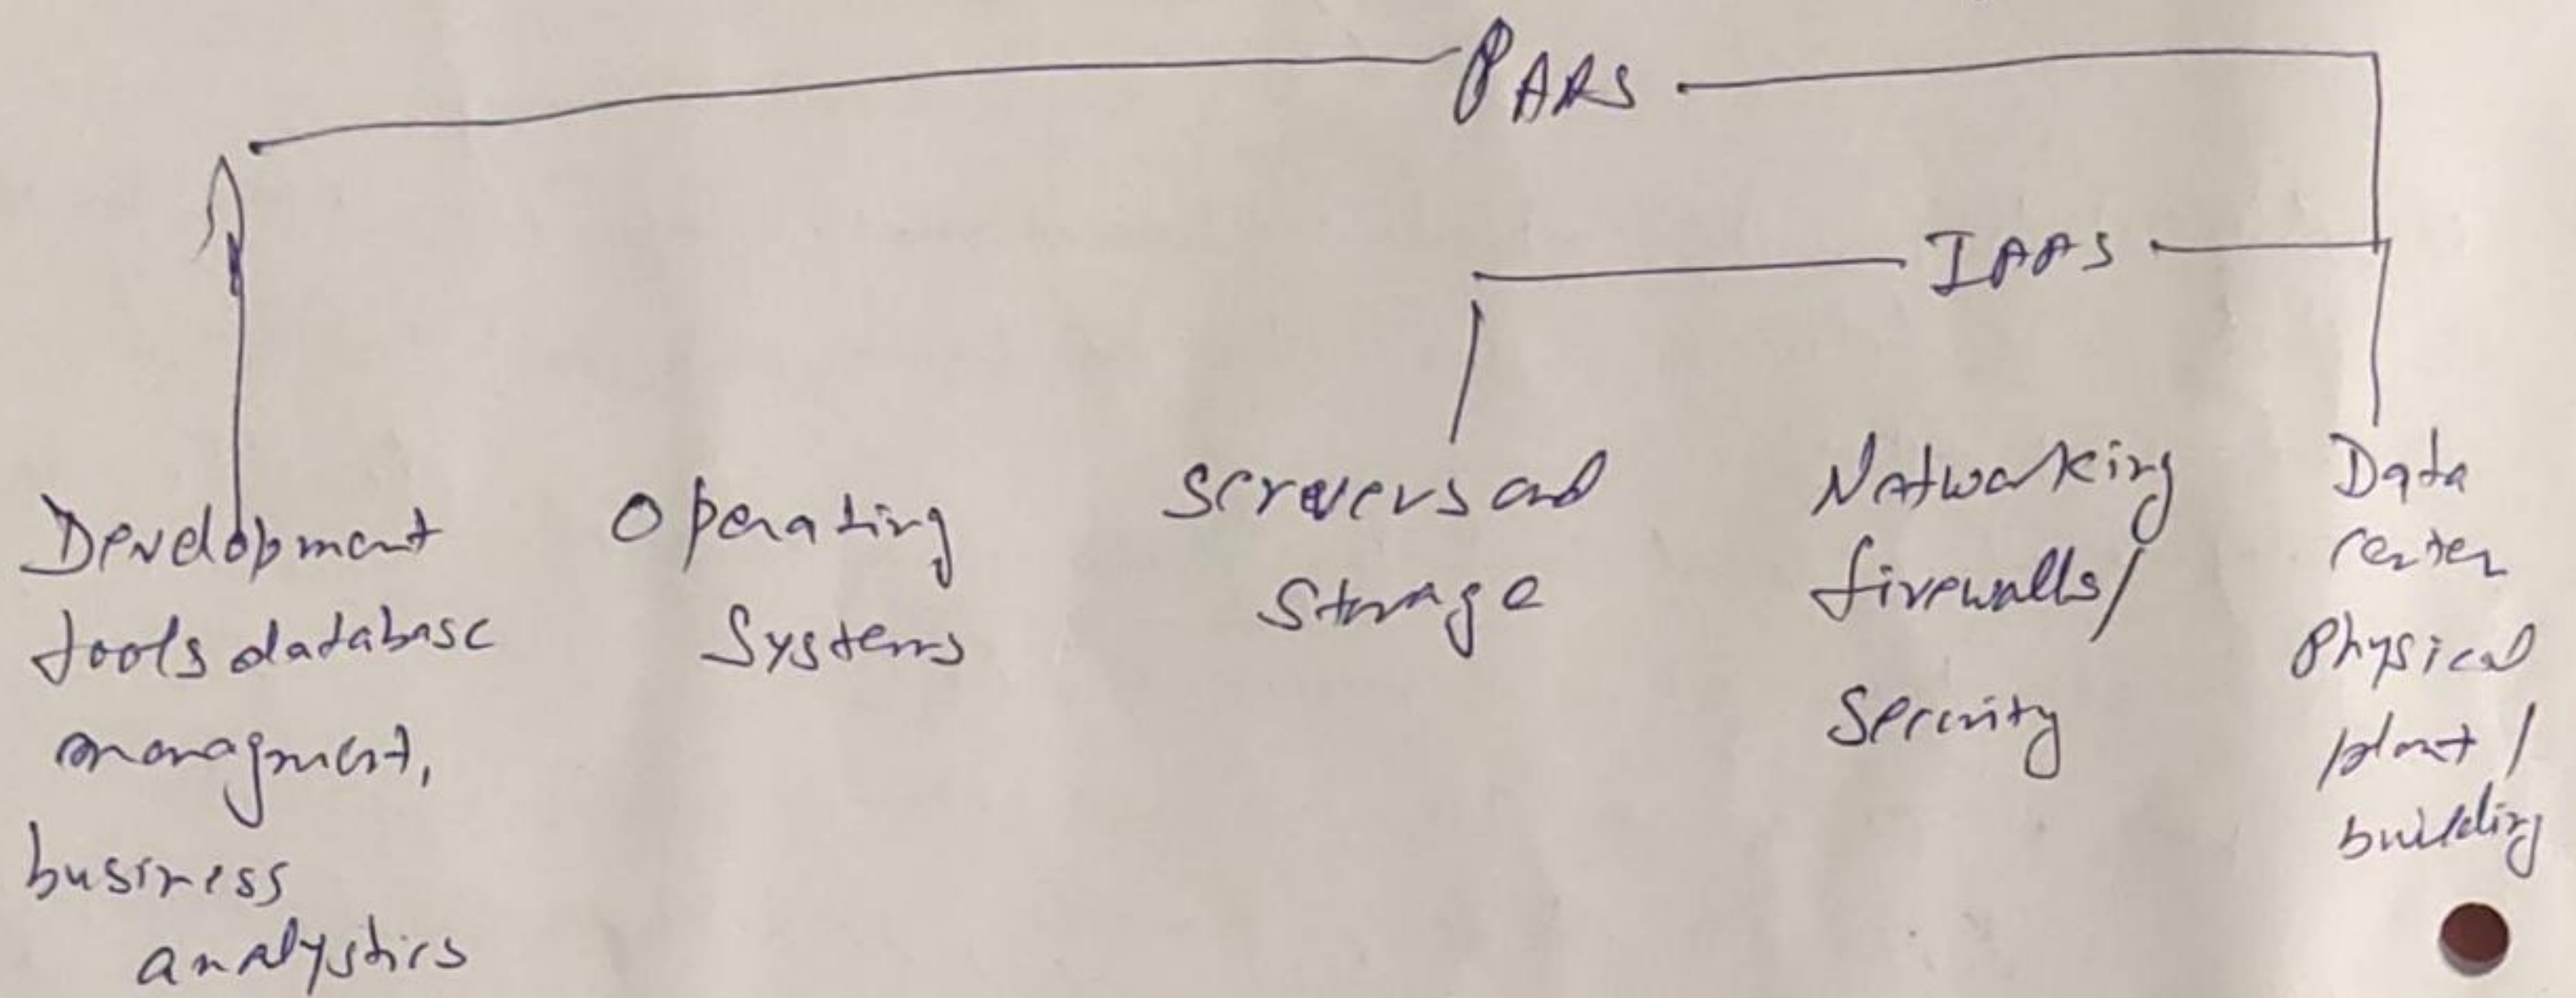 PAAS
IAAS
Development
tools database
managment,
business
analystics
Operating
Systems
Servers and
Storage
Networking
firewalls/
Security
Data
center
Physical
plant /
building